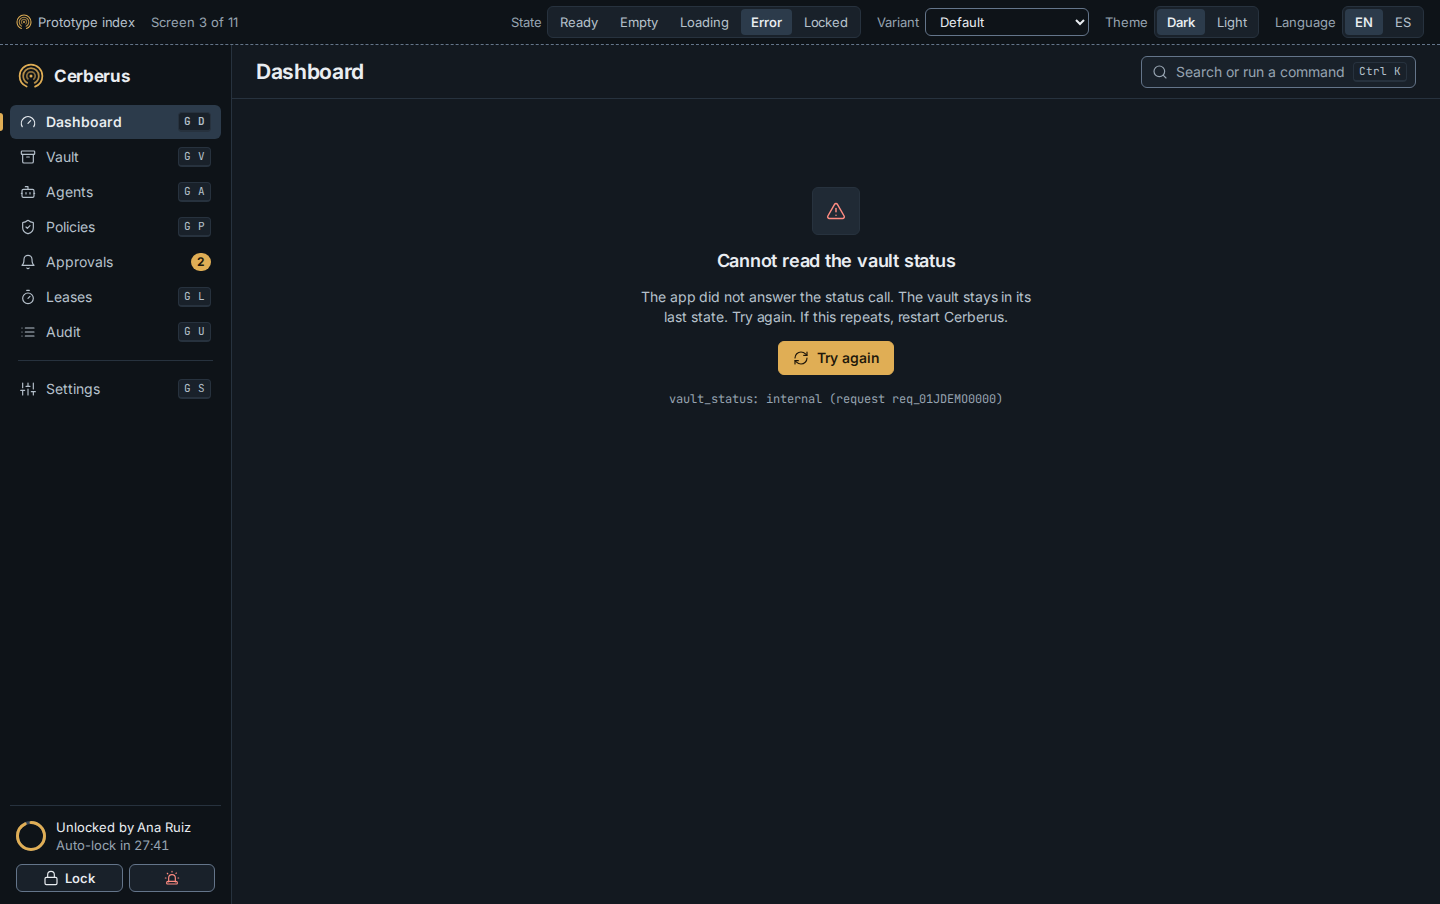 Prototype index Screen 3 of 11 State Ready Empty Loading Error Locked Variant Default Theme Dark Light Language EN ES
Cerberus
Dashboard
Search or run a command Ctrl K
Dashboard G D
Vault G V
Agents G A
Policies G P
Approvals 2
Leases G L
Audit G U
Settings G S
Cannot read the vault status
The app did not answer the status call. The vault stays in its
last state. Try again. If this repeats, restart Cerberus.
Try again
vault_status: internal (request req_01JDEMO0000)
Unlocked by Ana Ruiz
Auto-lock in 27:41
Lock